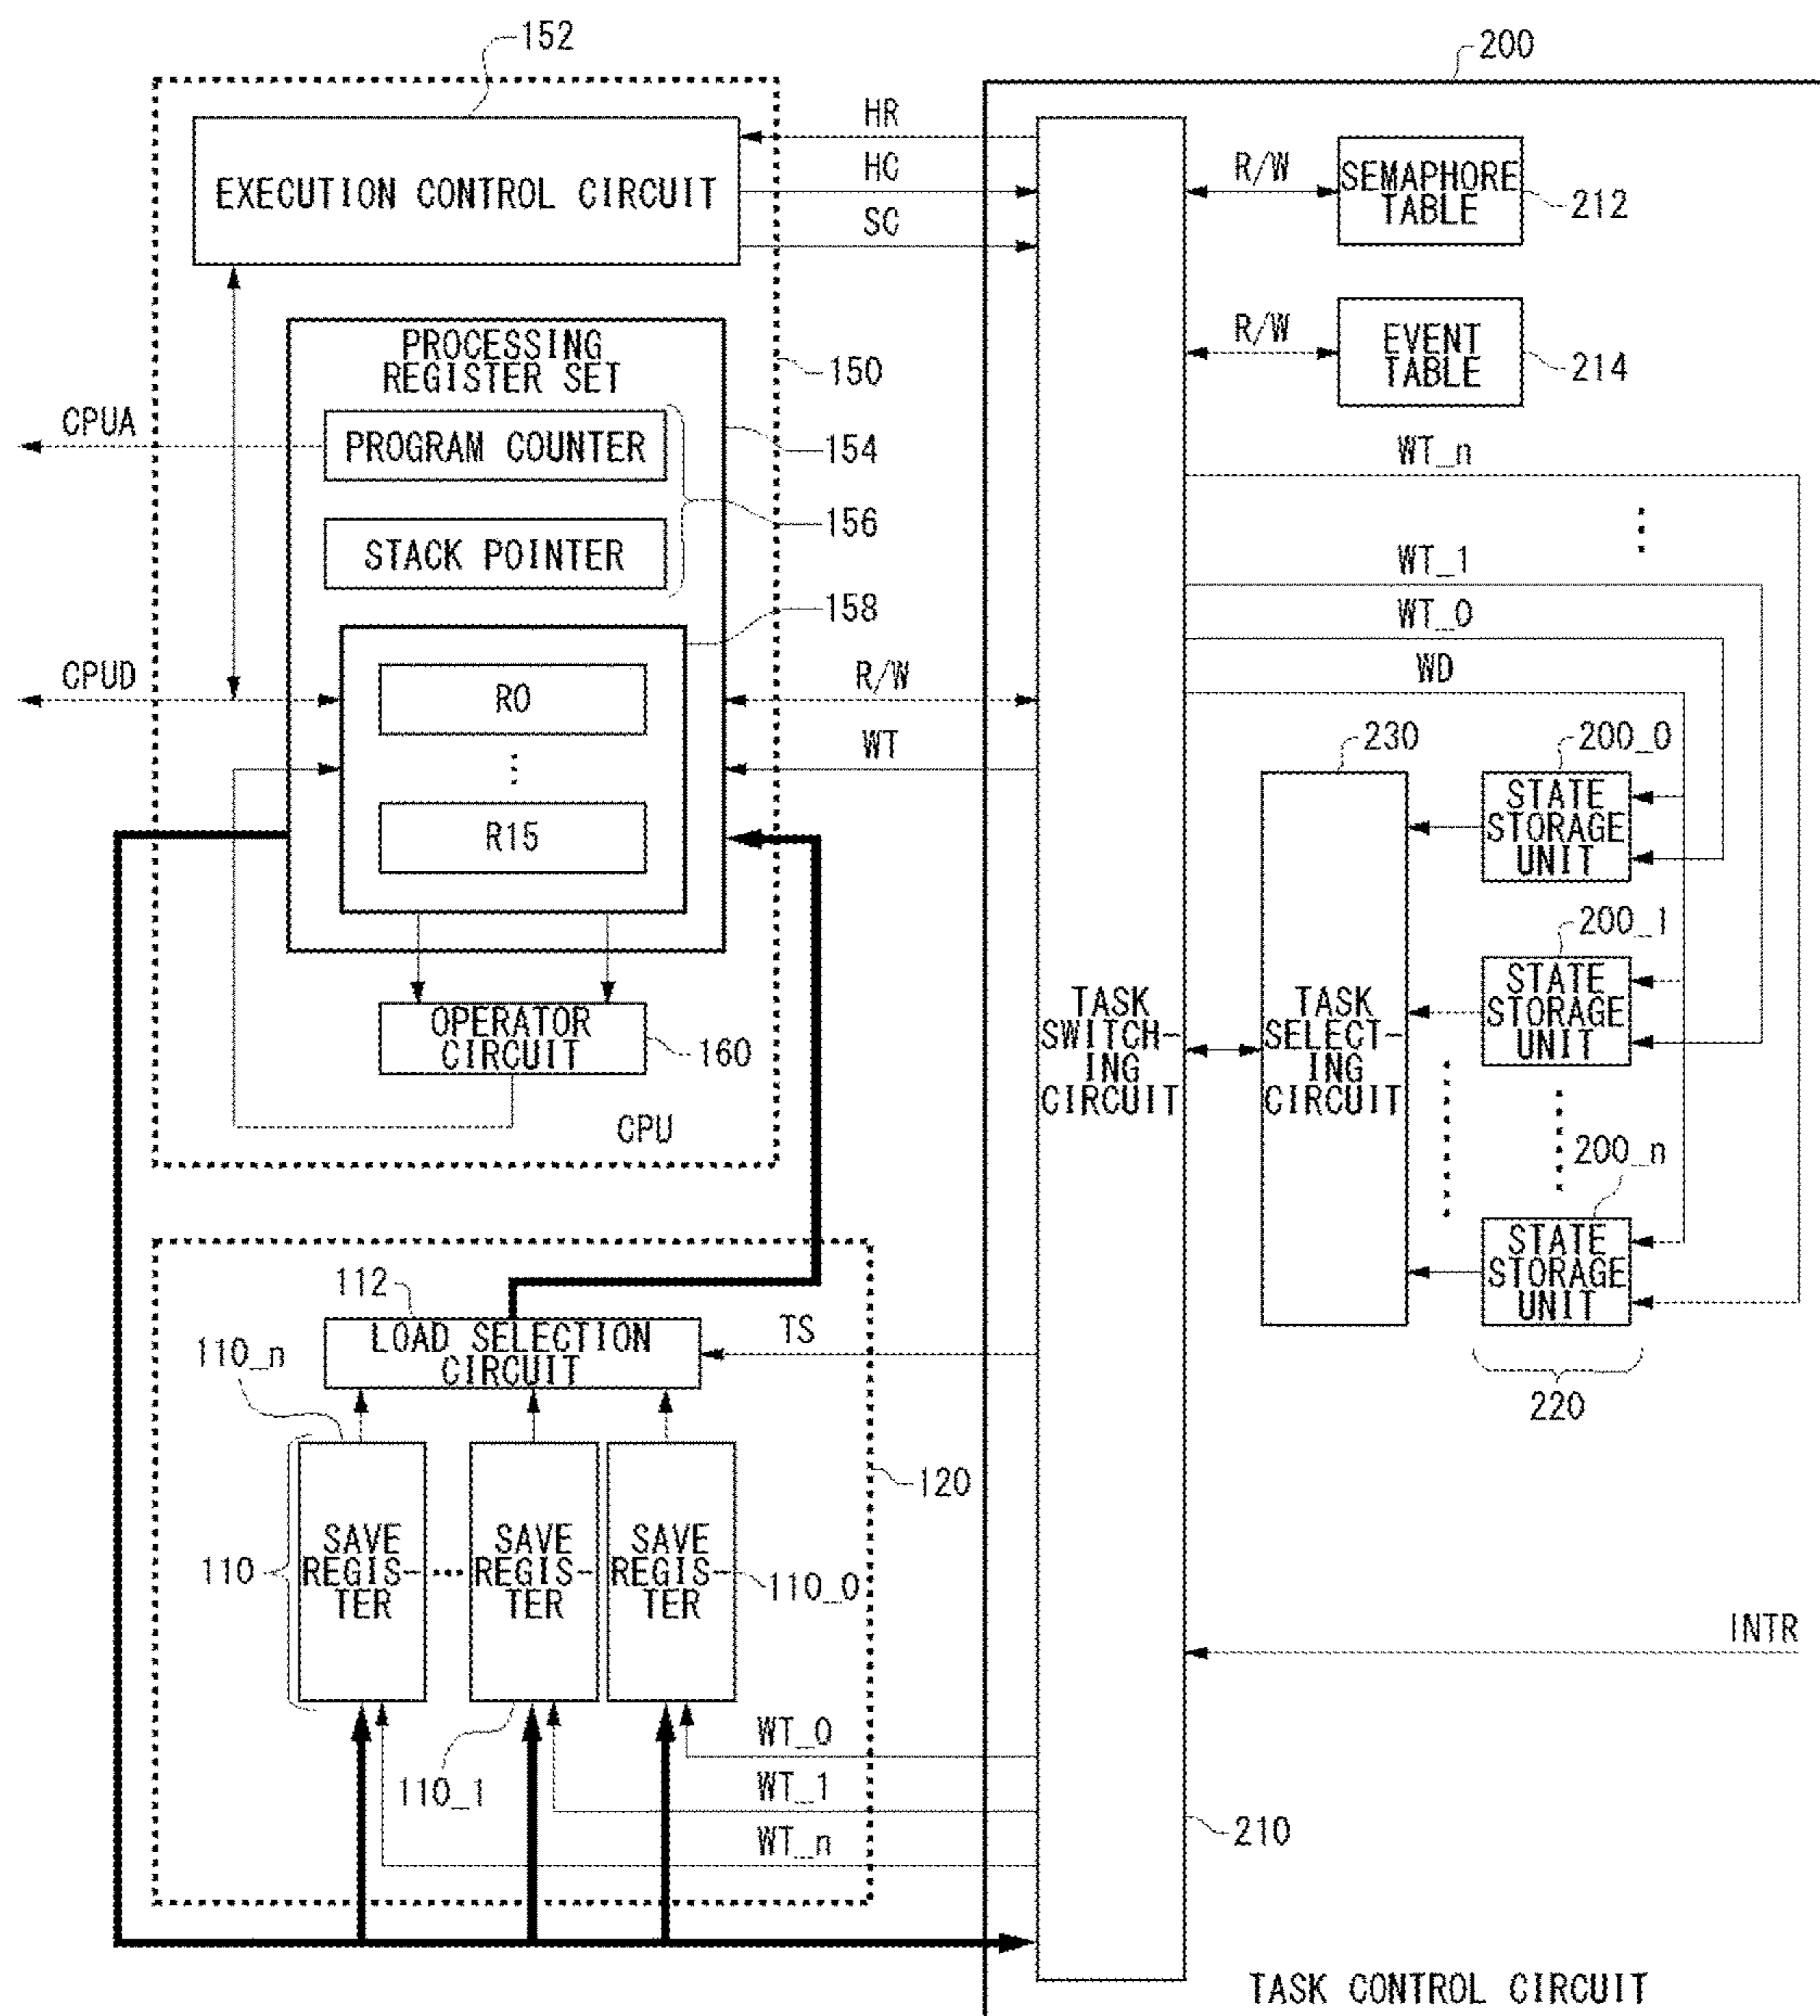 152
200
HR
EXECUTION CONTROL CIRCUIT
HC
SC
R/W
SEMAPHORE
TABLE
212
PROCESSING
REGISTER SET
150
R/W
EVENT
TABLE
214
CPUA
PROGRAM COUNTER
154
WT_n
156
STACK POINTER
WT_1
158
WT_0
CPUD
R0
R/W
WD
WT
230
200_0
STATE
STORAGE
UNIT
R15
200_1
STATE
STORAGE
UNIT
OPERATOR
CIRCUIT
160
TASK
SWITCH-
ING
CIRCUIT
TASK
SELECT-
ING
CIRCUIT
CPU
200_n
STATE
STORAGE
UNIT
112
LOAD SELECTION
CIRCUIT
TS
110_n
220
120
110
SAVE
REGIS-
TER
SAVE
REGIS-
TER
SAVE
REGIS-
TER
110_0
INTR
WT_0
110_1
WT_1
WT_n
210
TASK CONTROL CIRCUIT